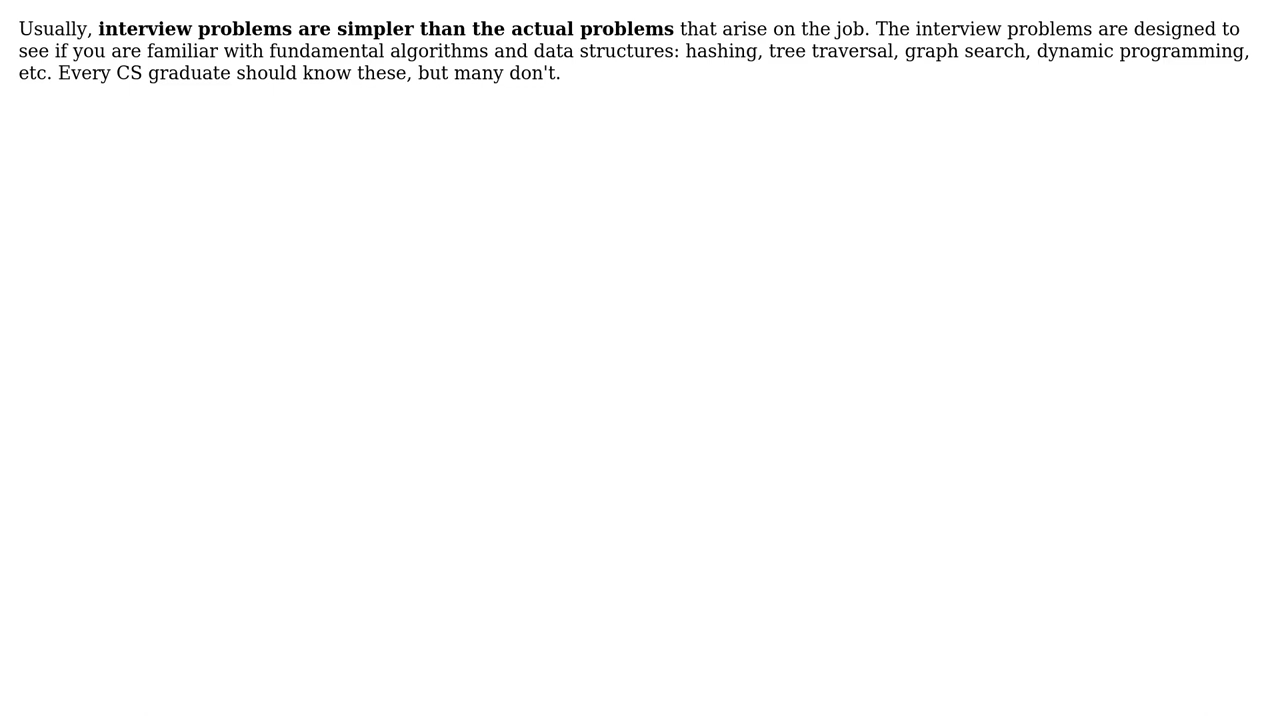 Usually, interview problems are simpler than the actual problems that arise on the job. The interview problems are designed to
see if you are familiar with fundamental algorithms and data structures: hashing, tree traversal, graph search, dynamic programming,
etc. Every CS graduate should know these, but many don't.